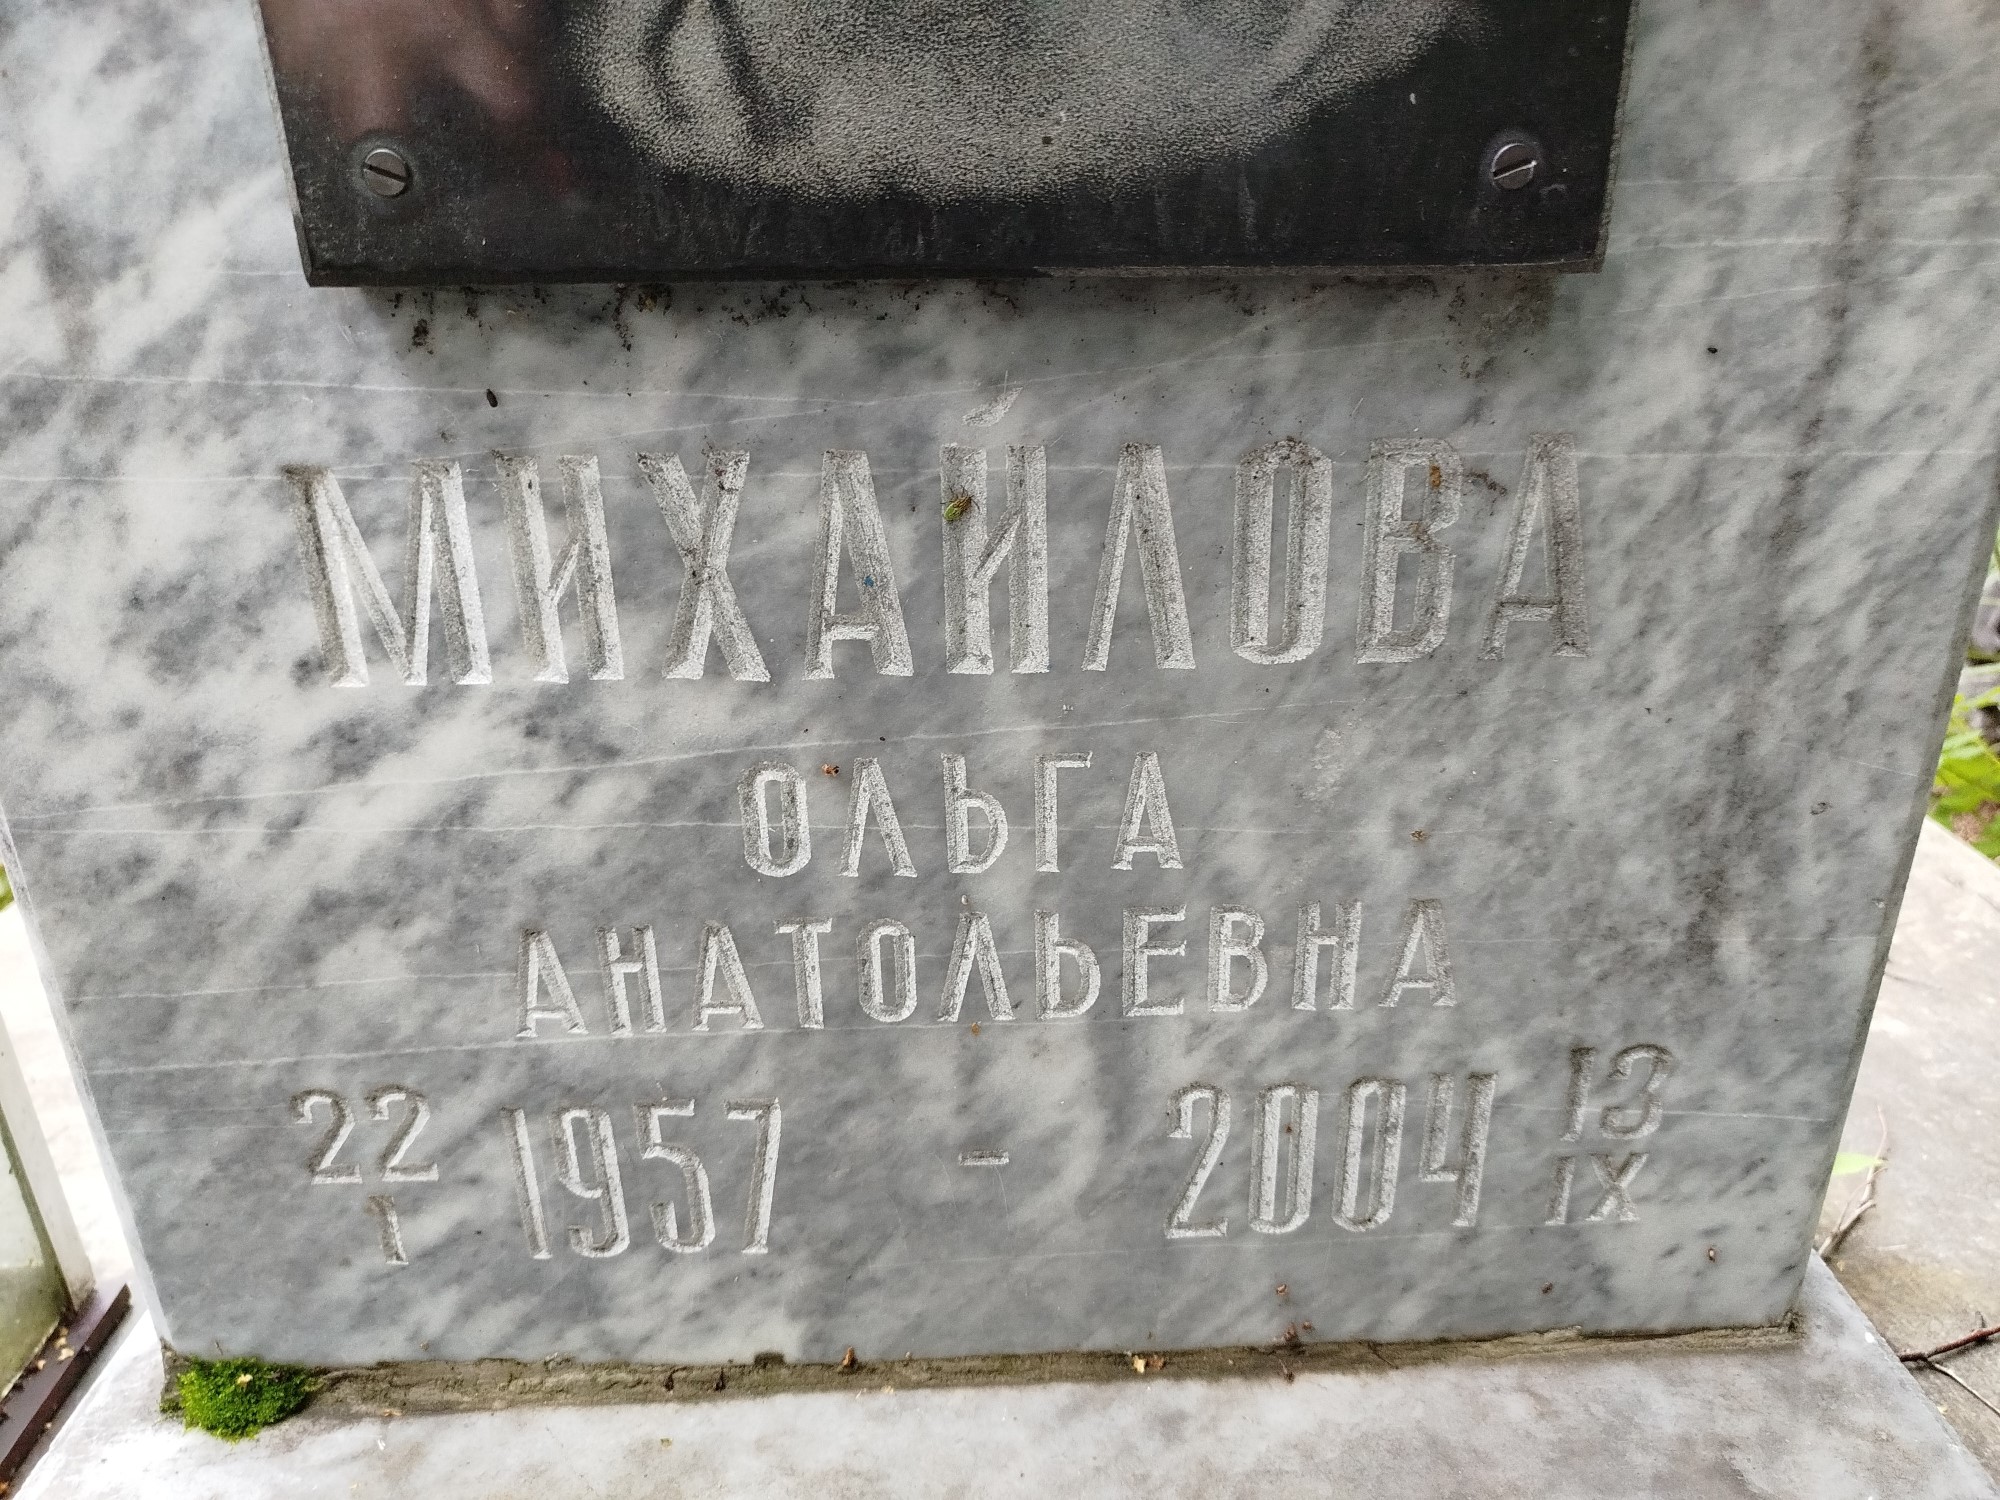 МИХАЙЛОВА
ОЛЬГА
АНАТОЛЬЕВНА
22 1957 - 2004 13
I IX